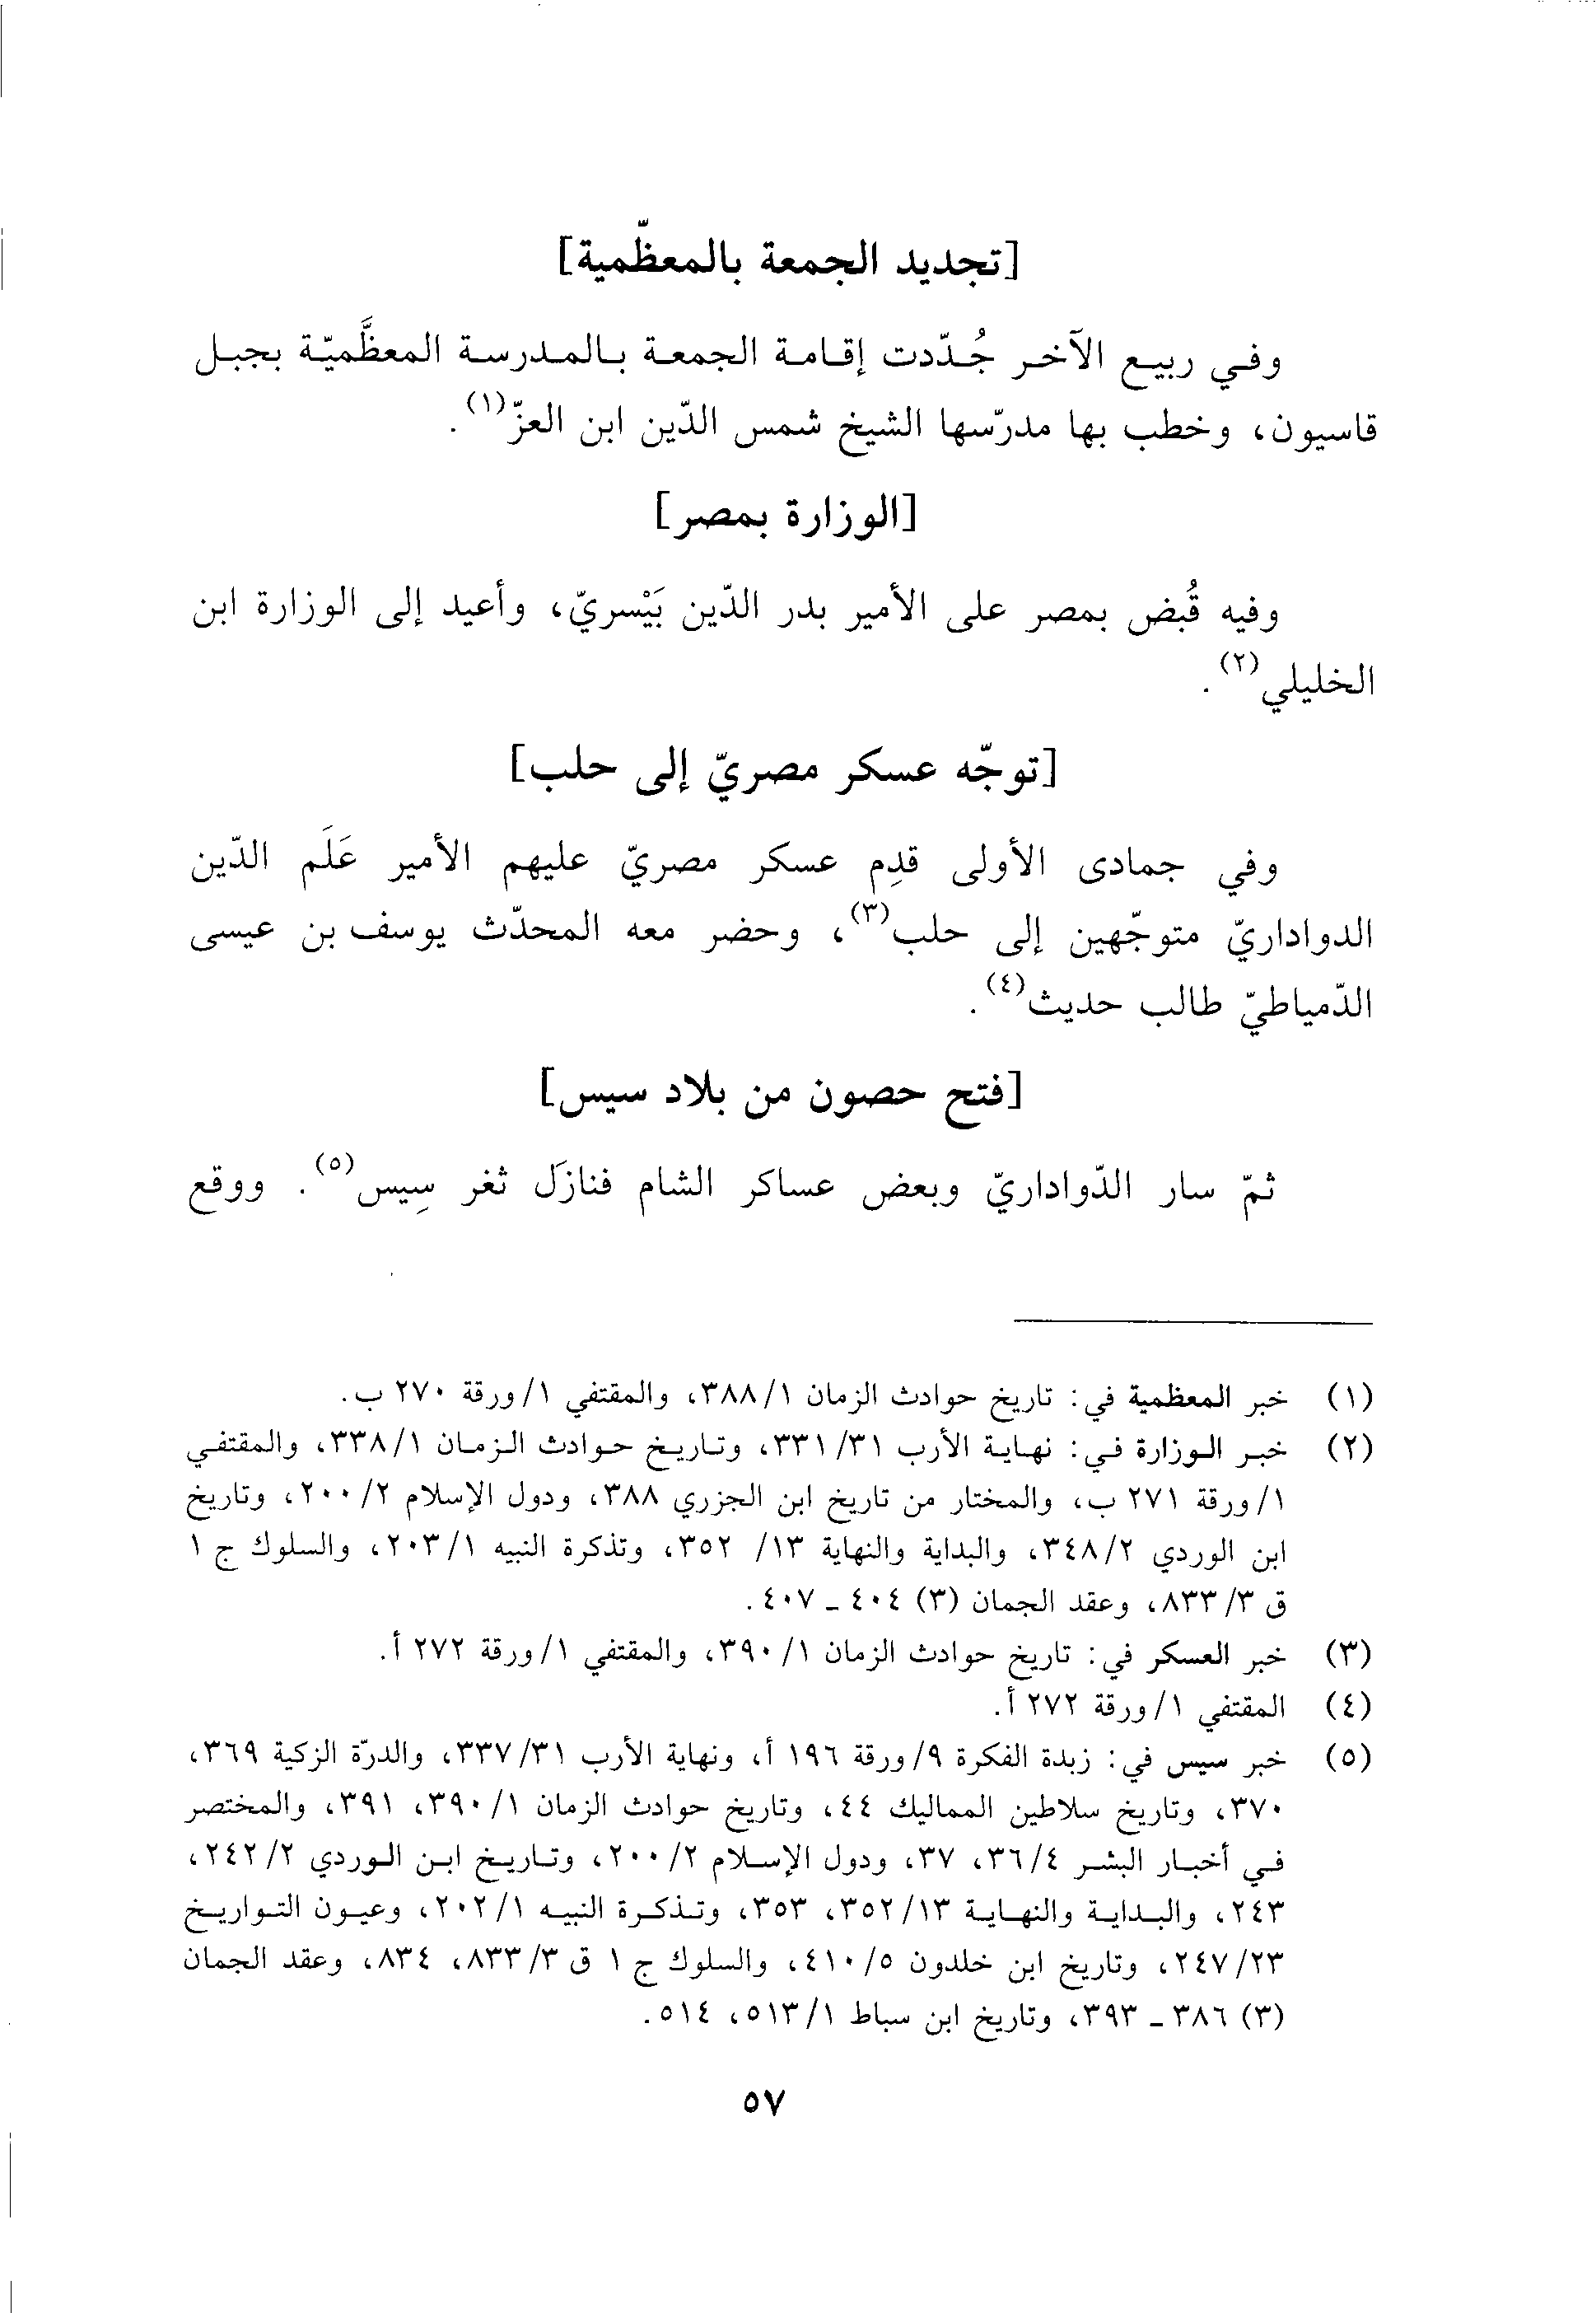 [تجديد الجمعة بالمعظّمية]
وفي ربيع الآخر جُدّدت إقامة الجمعة بالمدرسة المعظَّميّة بجبل
قاسيون، وخطب بها مدرّسها الشيخ شمس الدّين ابن العزّ(١).
[الوزارة بمصر]
وفيه قُبض بمصر على الأمير بدر الدّين بَيْسريّ، وأعيد إلى الوزارة ابن
الخليلي(٢).
[توجّه عسكر مصريّ إلى حلب]
وفي جمادى الأولى قدِم عسكر مصريّ عليهم الأمير عَلَم الدّين
الدواداريّ متوجّهين إلى حلب(٣)، وحضر معه المحدّث يوسف بن عيسى
الدّمياطيّ طالب حديث(٤).
[فتح حصون من بلاد سيس]
ثمّ سار الدّواداريّ وبعض عساكر الشام فنازَل ثغر سِيس(٥). ووقع
(١) خبر المعظمية في: تاريخ حوادث الزمان ١/٣٨٨، والمقتفي ١/ورقة ٢٧٠ ب.
(٢) خبر الوزارة في: نهاية الأرب ٣١/٣٣١، وتاريخ حوادث الزمان ١/٣٣٨، والمقتفي
١/ورقة ٢٧١ ب، والمختار من تاريخ ابن الجزري ٣٨٨، ودول الإسلام ٢/٢٠٠، وتاريخ
ابن الوردي ٢/٣٤٨، والبداية والنهاية ١٣/ ٣٥٢، وتذكرة النبيه ١/٢٠٣، والسلوك ج ١
ق ٣/٨٣٣، وعقد الجمان (٣) ٤٠٤ - ٤٠٧.
(٣) خبر العسكر في: تاريخ حوادث الزمان ١/٣٩٠، والمقتفي ١/ورقة ٢٧٢ أ.
(٤) المقتفي ١/ورقة ٢٧٢ أ.
(٥) خبر سيس في: زبدة الفكرة ٩/ورقة ١٩٦ أ، ونهاية الأرب ٣١/٣٣٧، والدرّة الزكية ٣٦٩،
٣٧٠، وتاريخ سلاطين المماليك ٤٤، وتاريخ حوادث الزمان ١/٣٩٠، ٣٩١، والمختصر
في أخبار البشر ٤/٣٦، ٣٧، ودول الإسلام ٢/٢٠٠، وتاريخ ابن الوردي ٢/٢٤٢،
٢٤٣، والبداية والنهاية ١٣/٣٥٢، ٣٥٣، وتذكرة النبيه ١/٢٠٢، وعيون التواريخ
٢٣/٢٤٧، وتاريخ ابن خلدون ٥/٤١٠، والسلوك ج ١ ق ٣/٨٣٣، ٨٣٤، وعقد الجمان
(٣) ٣٨٦ - ٣٩٣، وتاريخ ابن سباط ١/٥١٣، ٥١٤.
٥٧